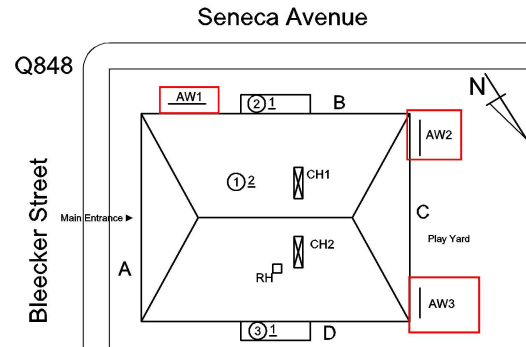 Seneca Avenue
Q848
N
AW1
② 1
B
AW2
① 2
CH1
Bleecker Street
Main Entrance
C
Play Yard
A
CH2
RH
AW3
③ 1
D